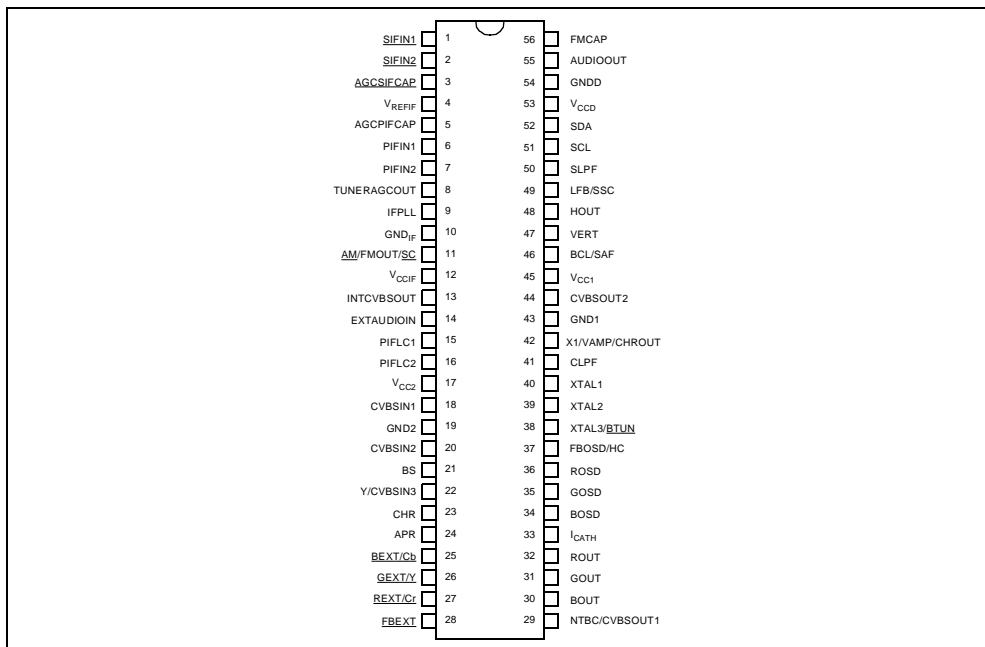 SIFIN1 1 56 FMCAP
SIFIN2 2 55 AUDIOOUT
AGCSIFCAP 3 54 GNDD
VREFIF 4 53 VCCD
AGCPIFCAP 5 52 SDA
PIFIN1 6 51 SCL
PIFIN2 7 50 SLPF
TUNERAGCOUT 8 49 LFB/SSC
IFPLL 9 48 HOUT
GNDIF 10 47 VERT
AM/FMOUT/SC 11 46 BCL/SAF
VCCIF 12 45 VCC1
INTCVBSOUT 13 44 CVBSOUT2
EXTAUDIOIN 14 43 GND1
PIFLC1 15 42 X1/VAMP/CHROUT
PIFLC2 16 41 CLPF
VCC2 17 40 XTAL1
CVBSIN1 18 39 XTAL2
GND2 19 38 XTAL3/BTUN
CVBSIN2 20 37 FBOSD/HC
BS 21 36 ROSD
Y/CVBSIN3 22 35 GOSD
CHR 23 34 BOSD
APR 24 33 ICATH
BEXT/Cb 25 32 ROUT
GEXT/Y 26 31 GOUT
REXT/Cr 27 30 BOUT
FBEXT 28 29 NTBC/CVBSOUT1